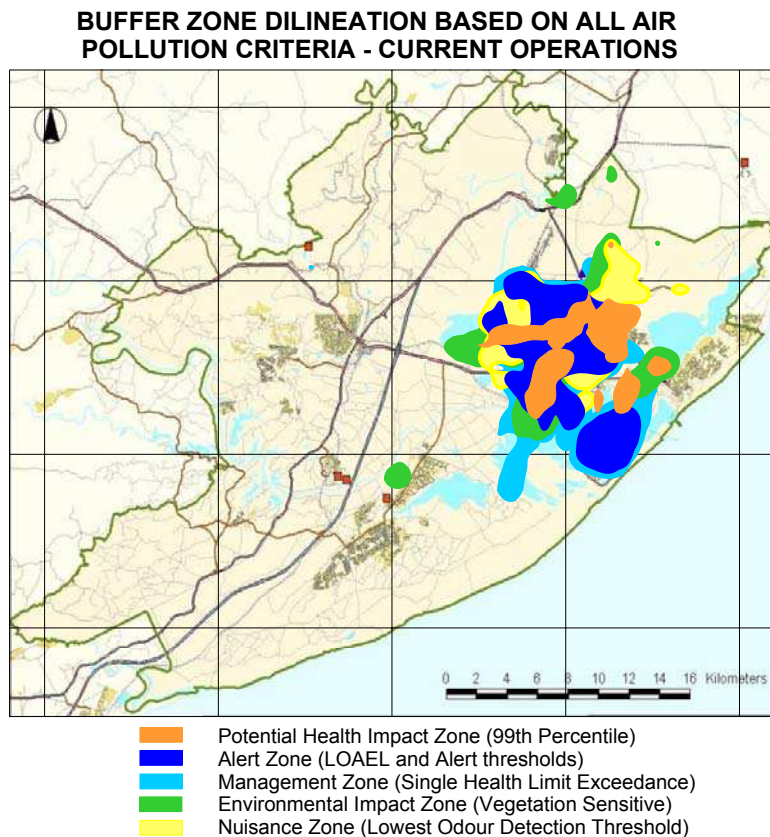 BUFFER ZONE DILINEATION BASED ON ALL AIR
POLLUTION CRITERIA - CURRENT OPERATIONS
0 2 4 6 8 10 12 14 16 Kilometers
Potential Health Impact Zone (99th Percentile)
Alert Zone (LOAEL and Alert thresholds)
Management Zone (Single Health Limit Exceedance)
Environmental Impact Zone (Vegetation Sensitive)
Nuisance Zone (Lowest Odour Detection Threshold)